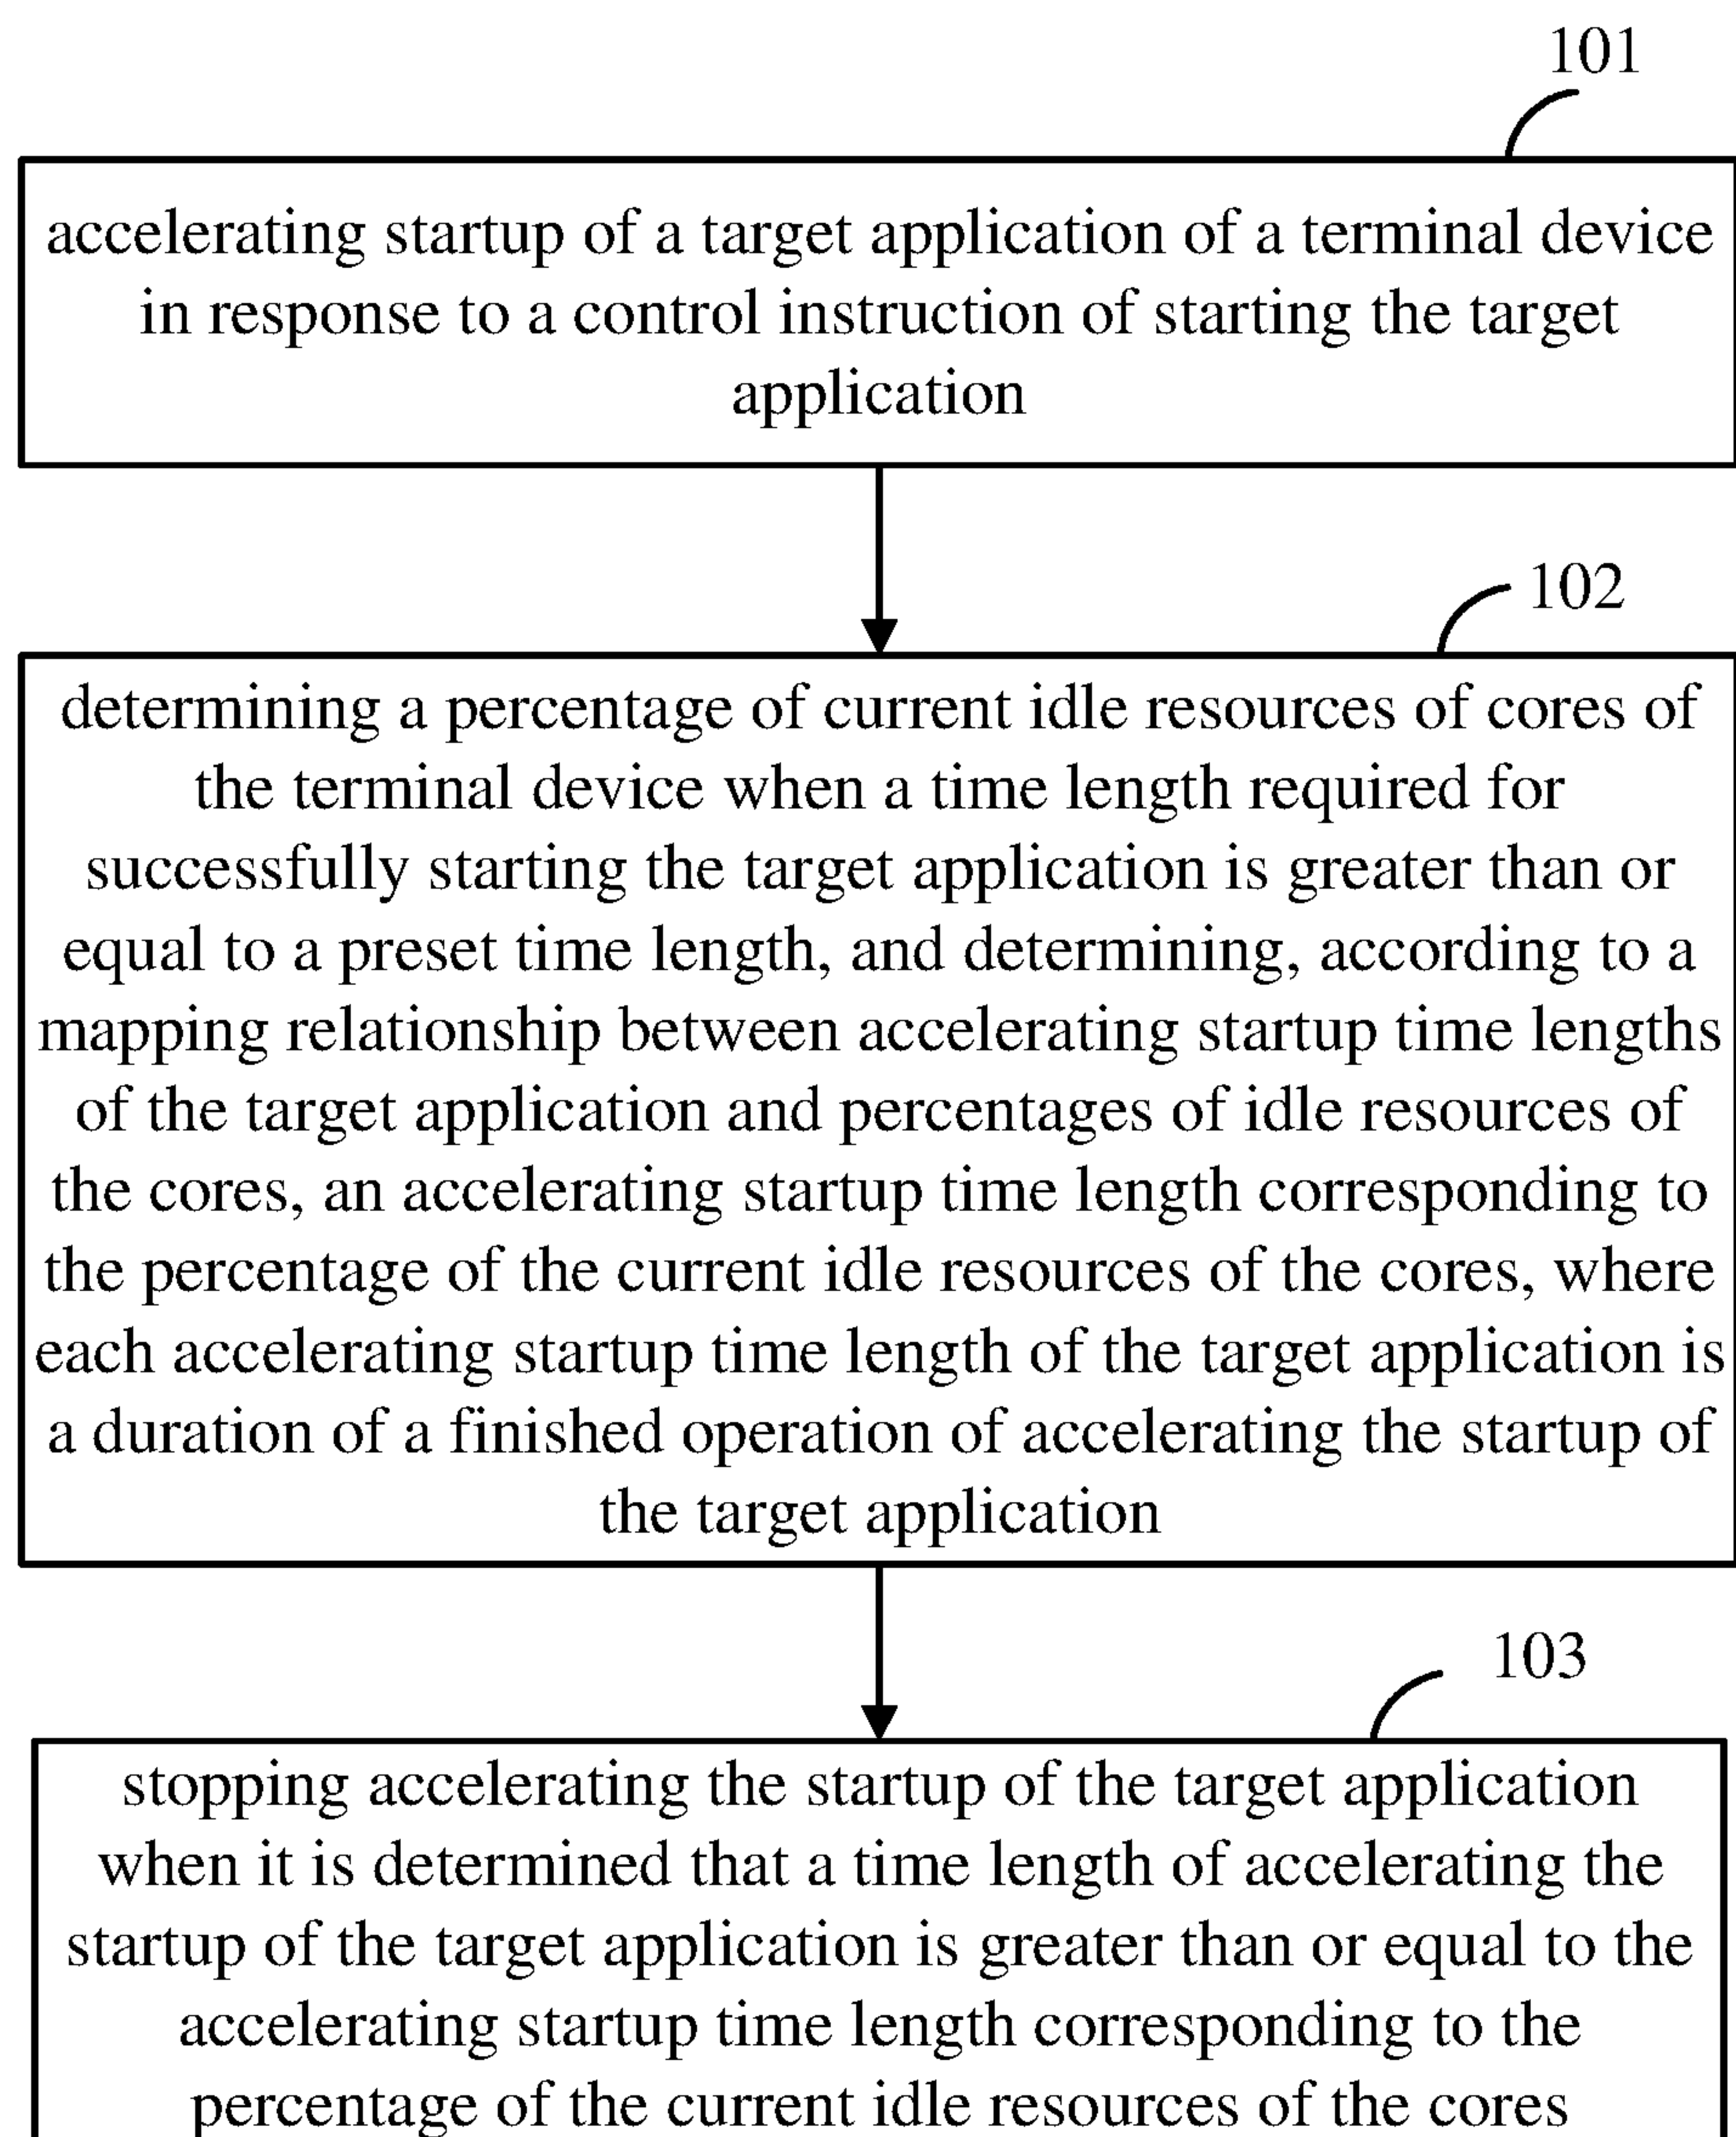 101
accelerating startup of a target application of a terminal device
in response to a control instruction of starting the target
application
102
determining a percentage of current idle resources of cores of
the terminal device when a time length required for
successfully starting the target application is greater than or
equal to a preset time length, and determining, according to a
mapping relationship between accelerating startup time lengths
of the target application and percentages of idle resources of
the cores, an accelerating startup time length corresponding to
the percentage of the current idle resources of the cores, where
each accelerating startup time length of the target application is
a duration of a finished operation of accelerating the startup of
the target application
103
stopping accelerating the startup of the target application
when it is determined that a time length of accelerating the
startup of the target application is greater than or equal to the
accelerating startup time length corresponding to the
percentage of the current idle resources of the cores